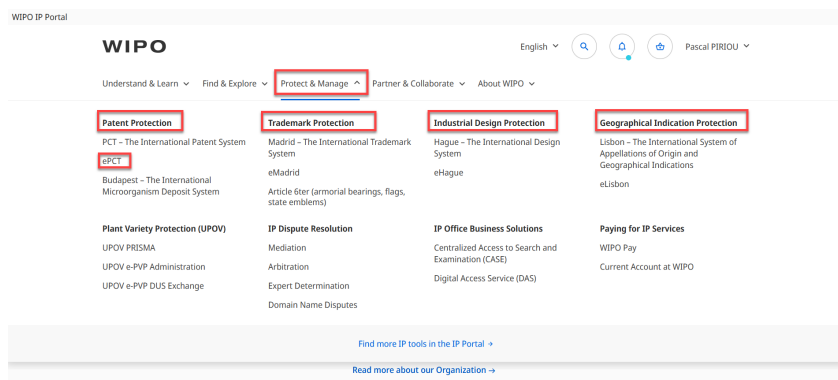 WIPO IP Portal
WIPO
English
Pascal PIRIOU
Understand & Learn
Find & Explore
Protect & Manage
Partner & Collaborate
About WIPO
Patent Protection
PCT – The International Patent System
ePCT
Budapest – The International
Microorganism Deposit System
Trademark Protection
Madrid – The International Trademark
System
eMadrid
Article 6ter (armorial bearings, flags,
state emblems)
Industrial Design Protection
Hague – The International Design
System
eHague
Geographical Indication Protection
Lisbon – The International System of
Appellations of Origin and
Geographical Indications
eLisbon
Plant Variety Protection (UPOV)
UPOV PRISMA
UPOV e-PVP Administration
UPOV e-PVP DUS Exchange
IP Dispute Resolution
Mediation
Arbitration
Expert Determination
Domain Name Disputes
IP Office Business Solutions
Centralized Access to Search and
Examination (CASE)
Digital Access Service (DAS)
Paying for IP Services
WIPO Pay
Current Account at WIPO
Find more IP tools in the IP Portal →
Read more about our Organization →